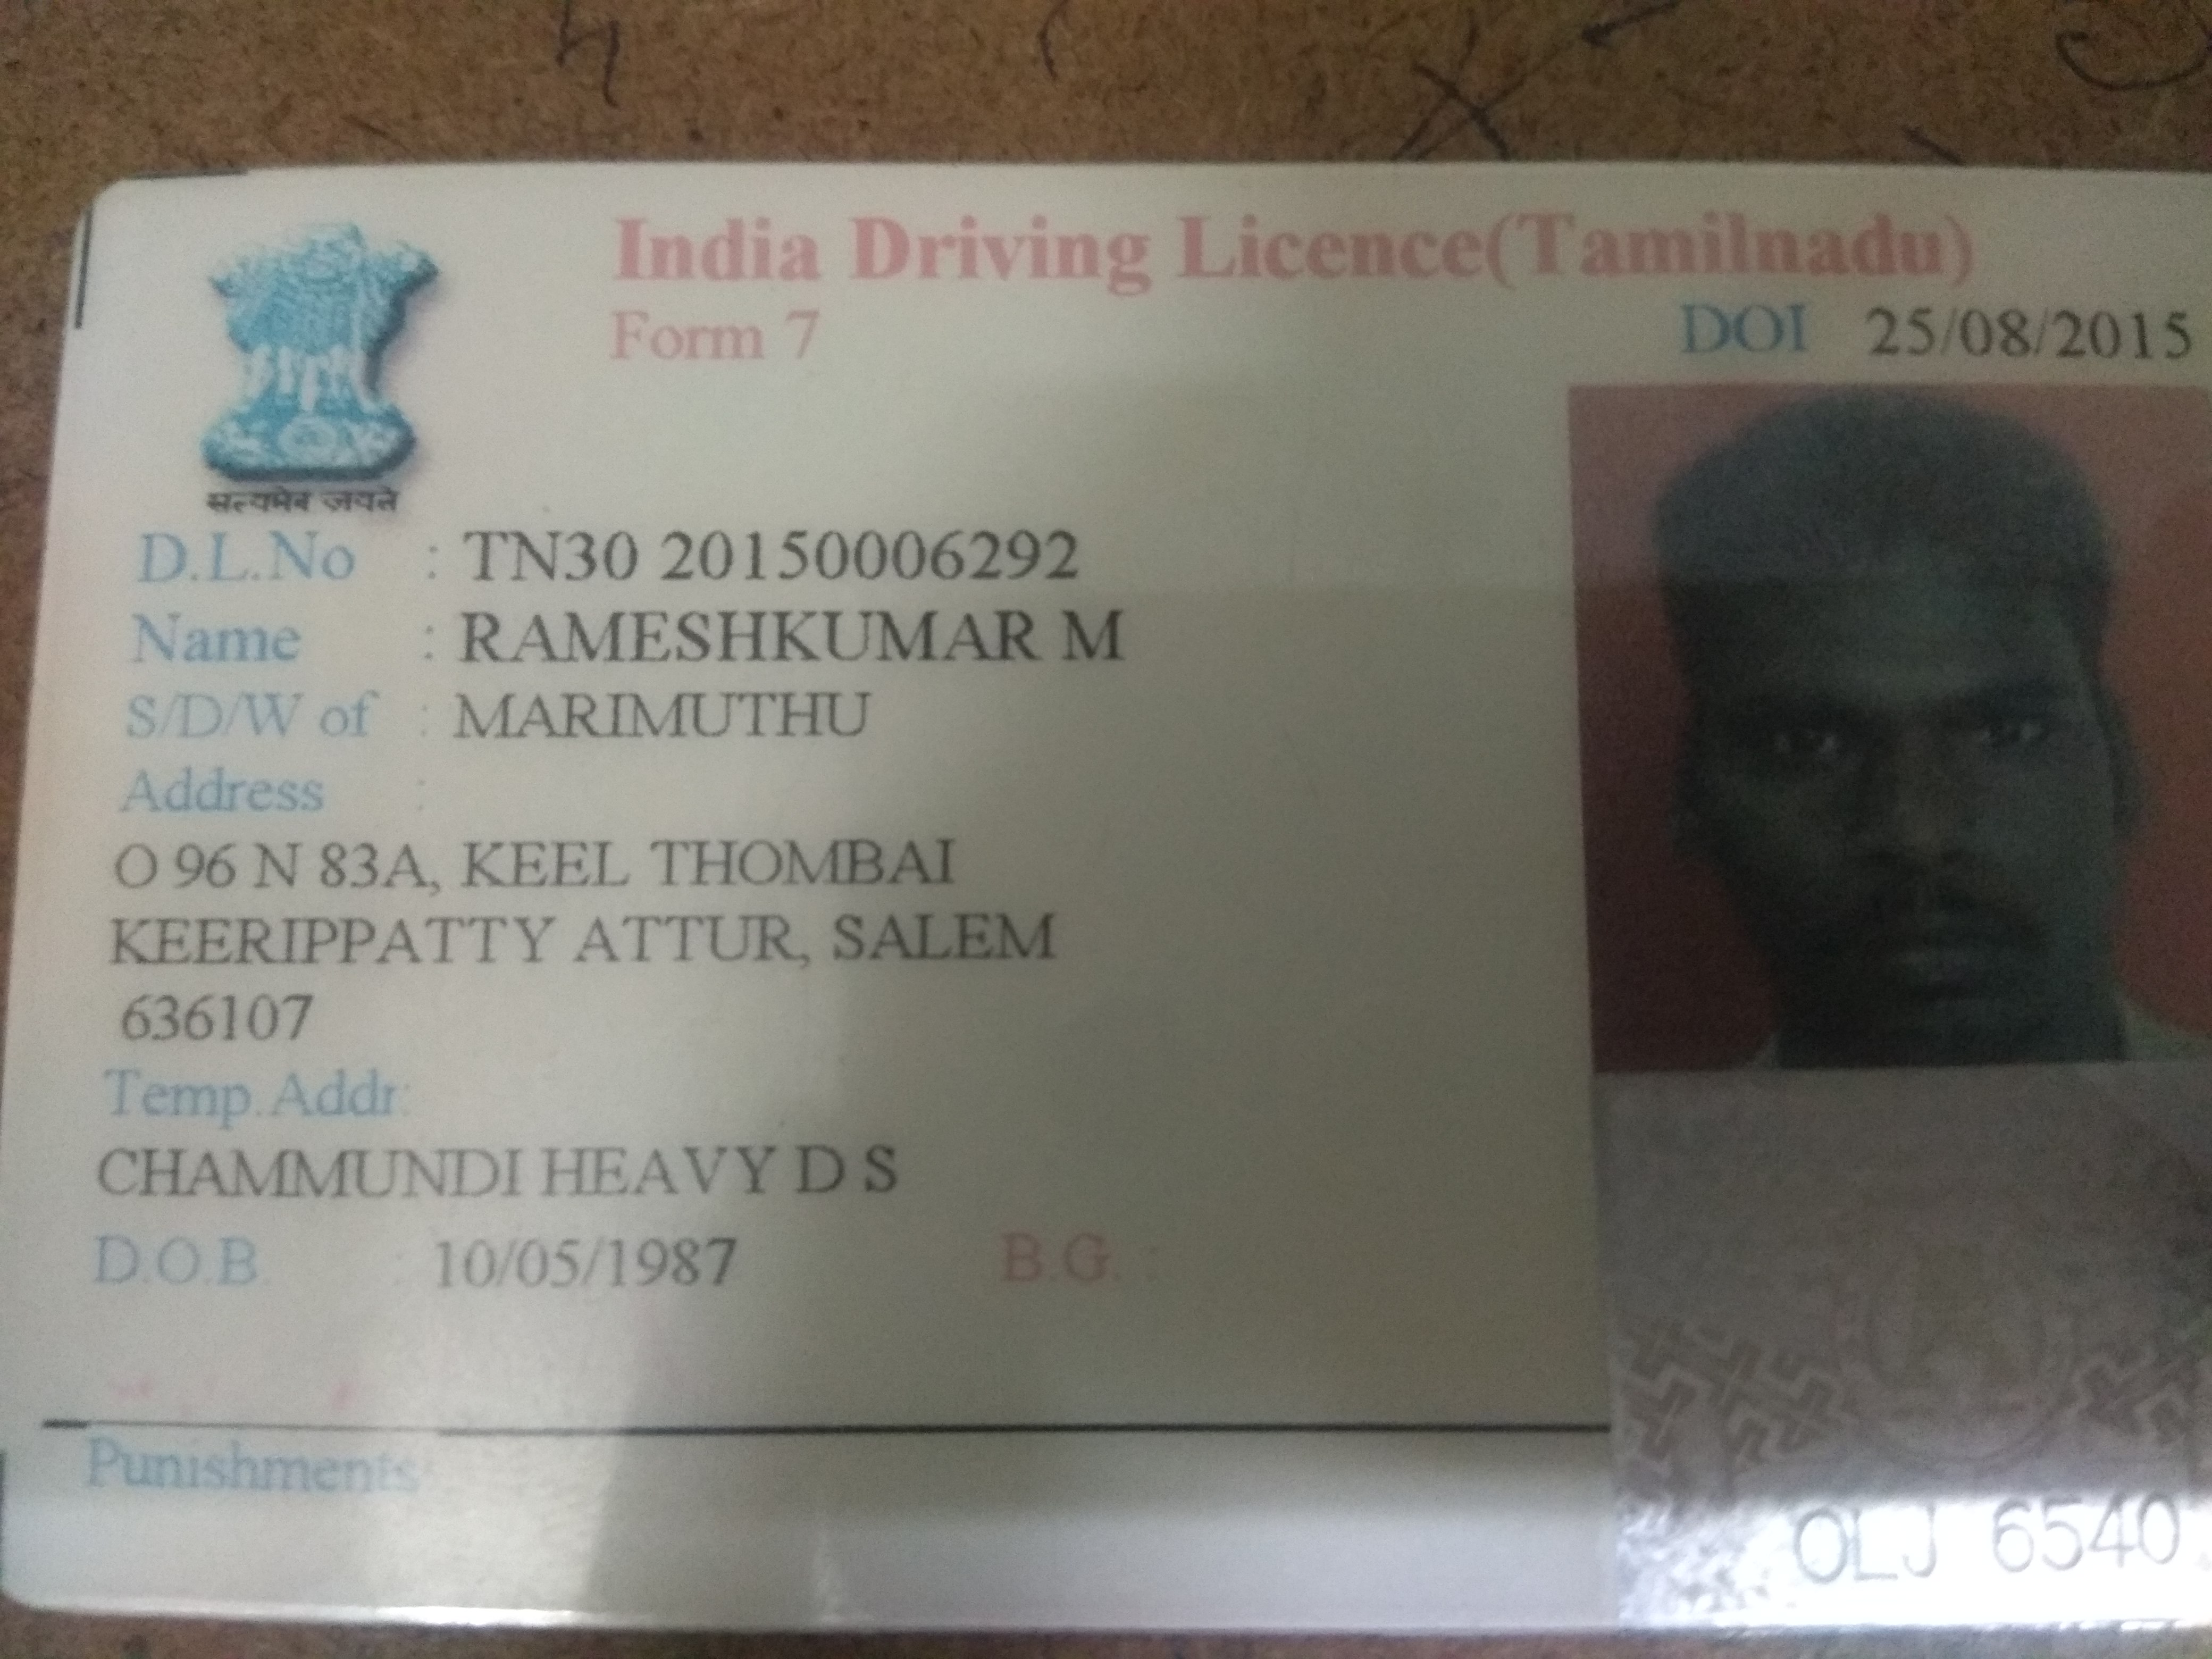 India Driving Licence(Tamilnadu)
Form 7
DOI 25/08/2015
सत्यमेव जयते
D.L.No : TN30 20150006292
Name : RAMESHKUMAR M
S/D/W of : MARIMUTHU
Address :
O 96 N 83A, KEEL THOMBAI
KEERIPPATTY ATTUR, SALEM
636107
Temp.Addr:
CHAMMUNDI HEAVY D S
D.O.B. : 10/05/1987 B.G. :
Punishments
OLJ 6540